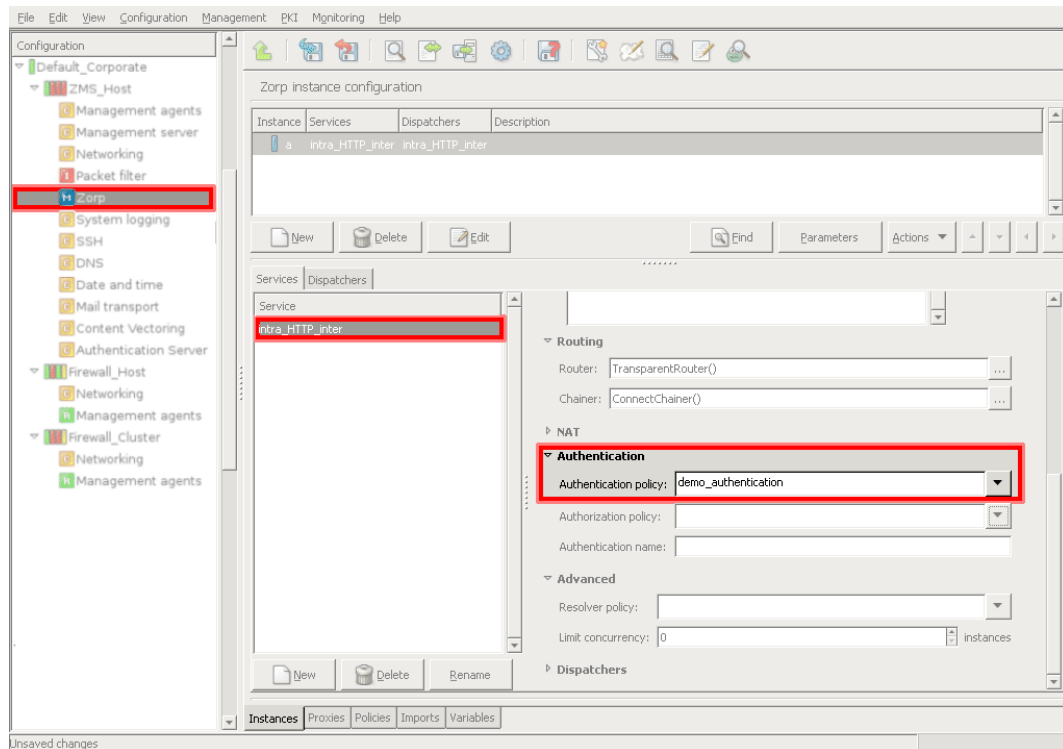 File Edit View Configuration Management PKI Monitoring Help
Configuration
Default_Corporate
ZMS_Host
Management agents
Management server
Networking
Packet filter
Zorp
System logging
SSH
DNS
Date and time
Mail transport
Content Vectoring
Authentication Server
Firewall_Host
Networking
Management agents
Firewall_Cluster
Networking
Management agents
Zorp instance configuration
Instance Services Dispatchers Description
a intra_HTTP_inter intra_HTTP_inter
New Delete Edit Find Parameters Actions
Services Dispatchers
Service
intra_HTTP_inter
New Delete Rename
Routing
Router: TransparentRouter() ...
Chainer: ConnectChainer() ...
NAT
Authentication
Authentication policy: demo_authentication
Authorization policy:
Authentication name:
Advanced
Resolver policy:
Limit concurrency: 0 instances
Dispatchers
Instances Proxies Policies Imports Variables
Unsaved changes